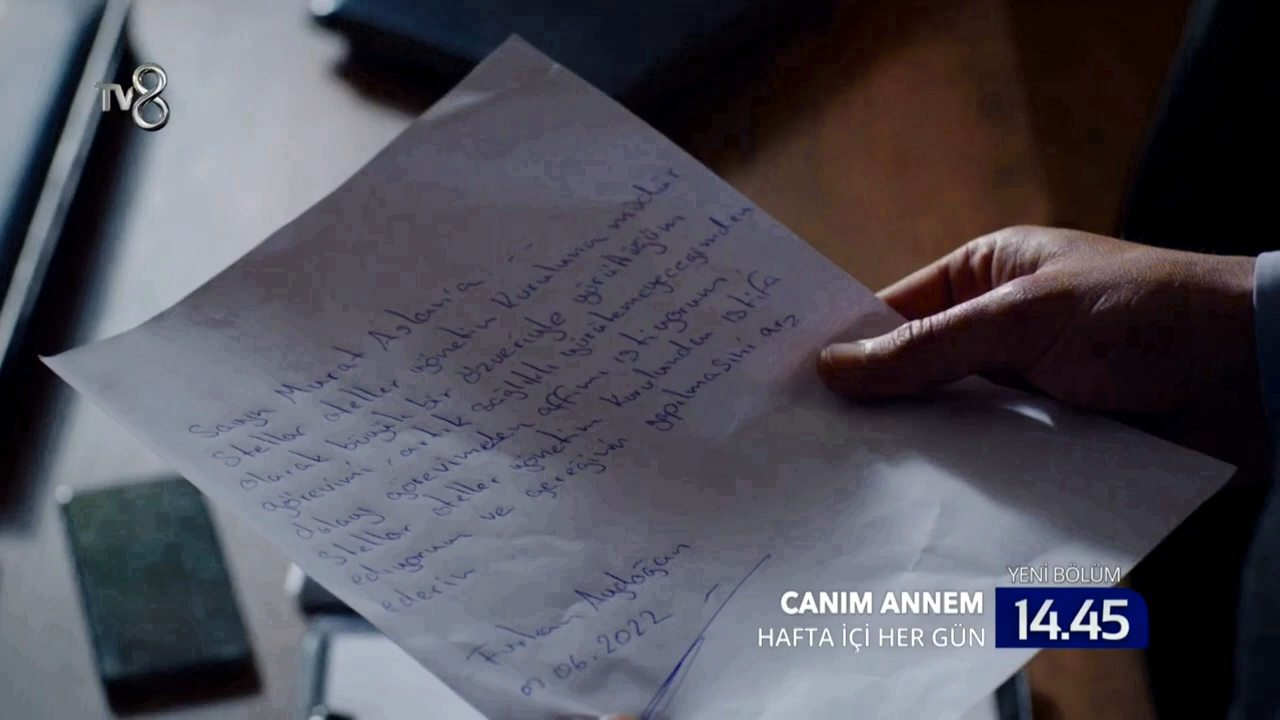 TV8
Sayın Murat Aslan'a
Stellar oteller yönetim kuruluna müdür
olarak büyük bir özveriyle yürüttüğüm
görevimi, artık sağlıklı yürütemeyeceğimden
dolayı görevimden affımı istiyorum.
Stellar oteller yönetim kurulundan istifa
ediyorum ve gereğinin yapılmasını arz
ederim
Aydoğan
06.2022
YENİ BÖLÜM
CANIM ANNEM 14.45
HAFTA İÇİ HER GÜN